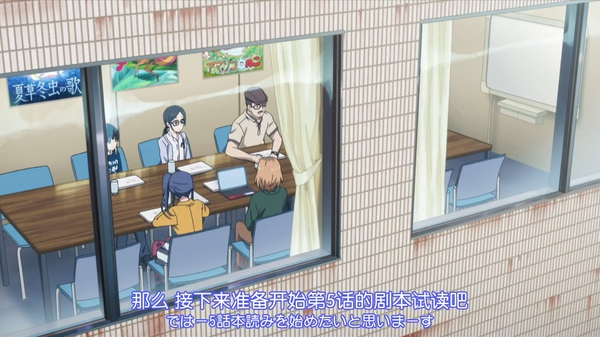 夏草冬虫の歌
那么 接下来准备开始第5话的剧本试读吧
ではー5話本読みを始めたいと思いまーす